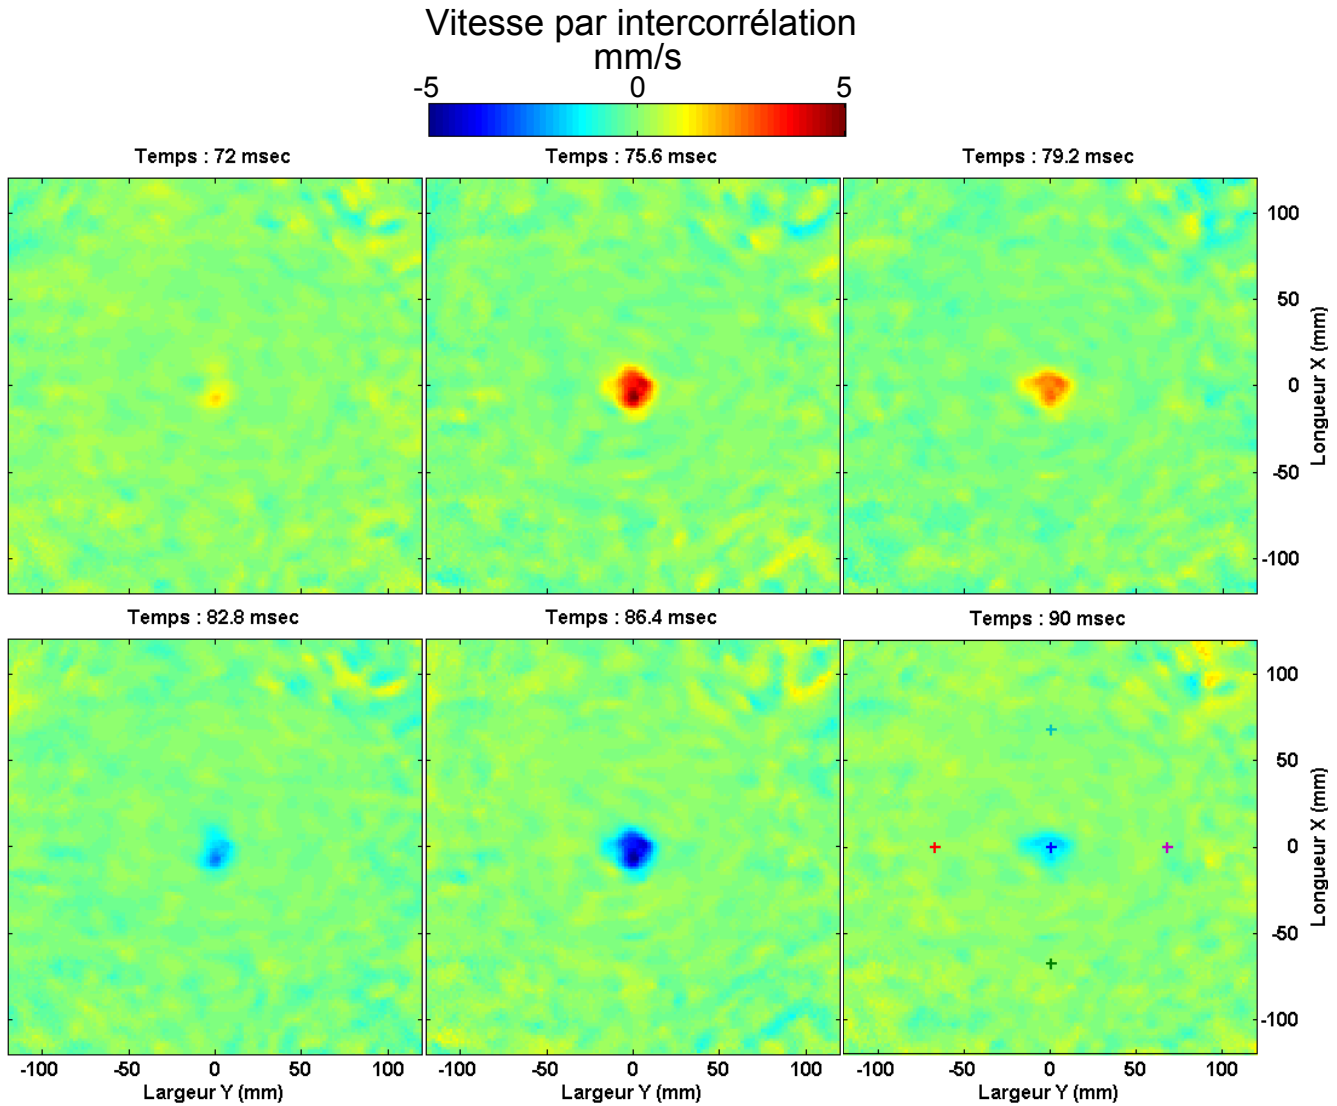 Vitesse par intercorrélation
mm/s
-5 0 5
Temps : 72 msec Temps : 75.6 msec Temps : 79.2 msec
100
50
0
-50
-100
Longueur X (mm)
Temps : 82.8 msec Temps : 86.4 msec Temps : 90 msec
100
50
0
-50
-100
Longueur X (mm)
-100 -50 0 50 100 -100 -50 0 50 100 -100 -50 0 50 100
Largeur Y (mm) Largeur Y (mm) Largeur Y (mm)